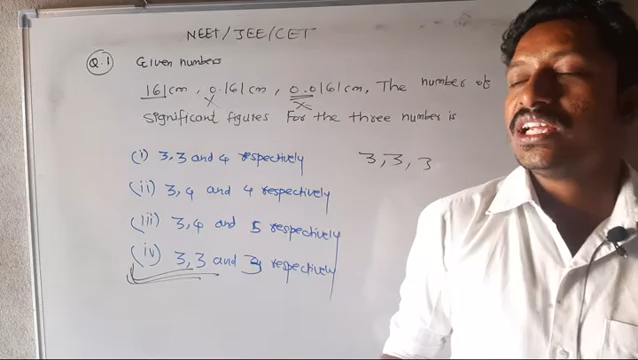 NEET/JEE/CET
Q.1 Given numbers
161cm, 0.161cm, 0.0161cm, The number of
significant figures For the three number is
(i) 3,3 and 4 respectively
3,3,3
(ii) 3,4 and 4 respectively
(iii) 3,4 and 5 respectively
(iv) 3,3 and 3 respectively